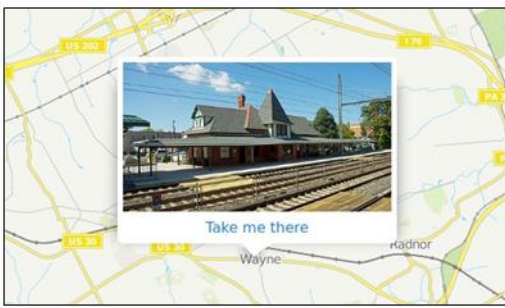 US 202
I 76
PA
Take me there
US 30
US 30
Radnor
Wayne